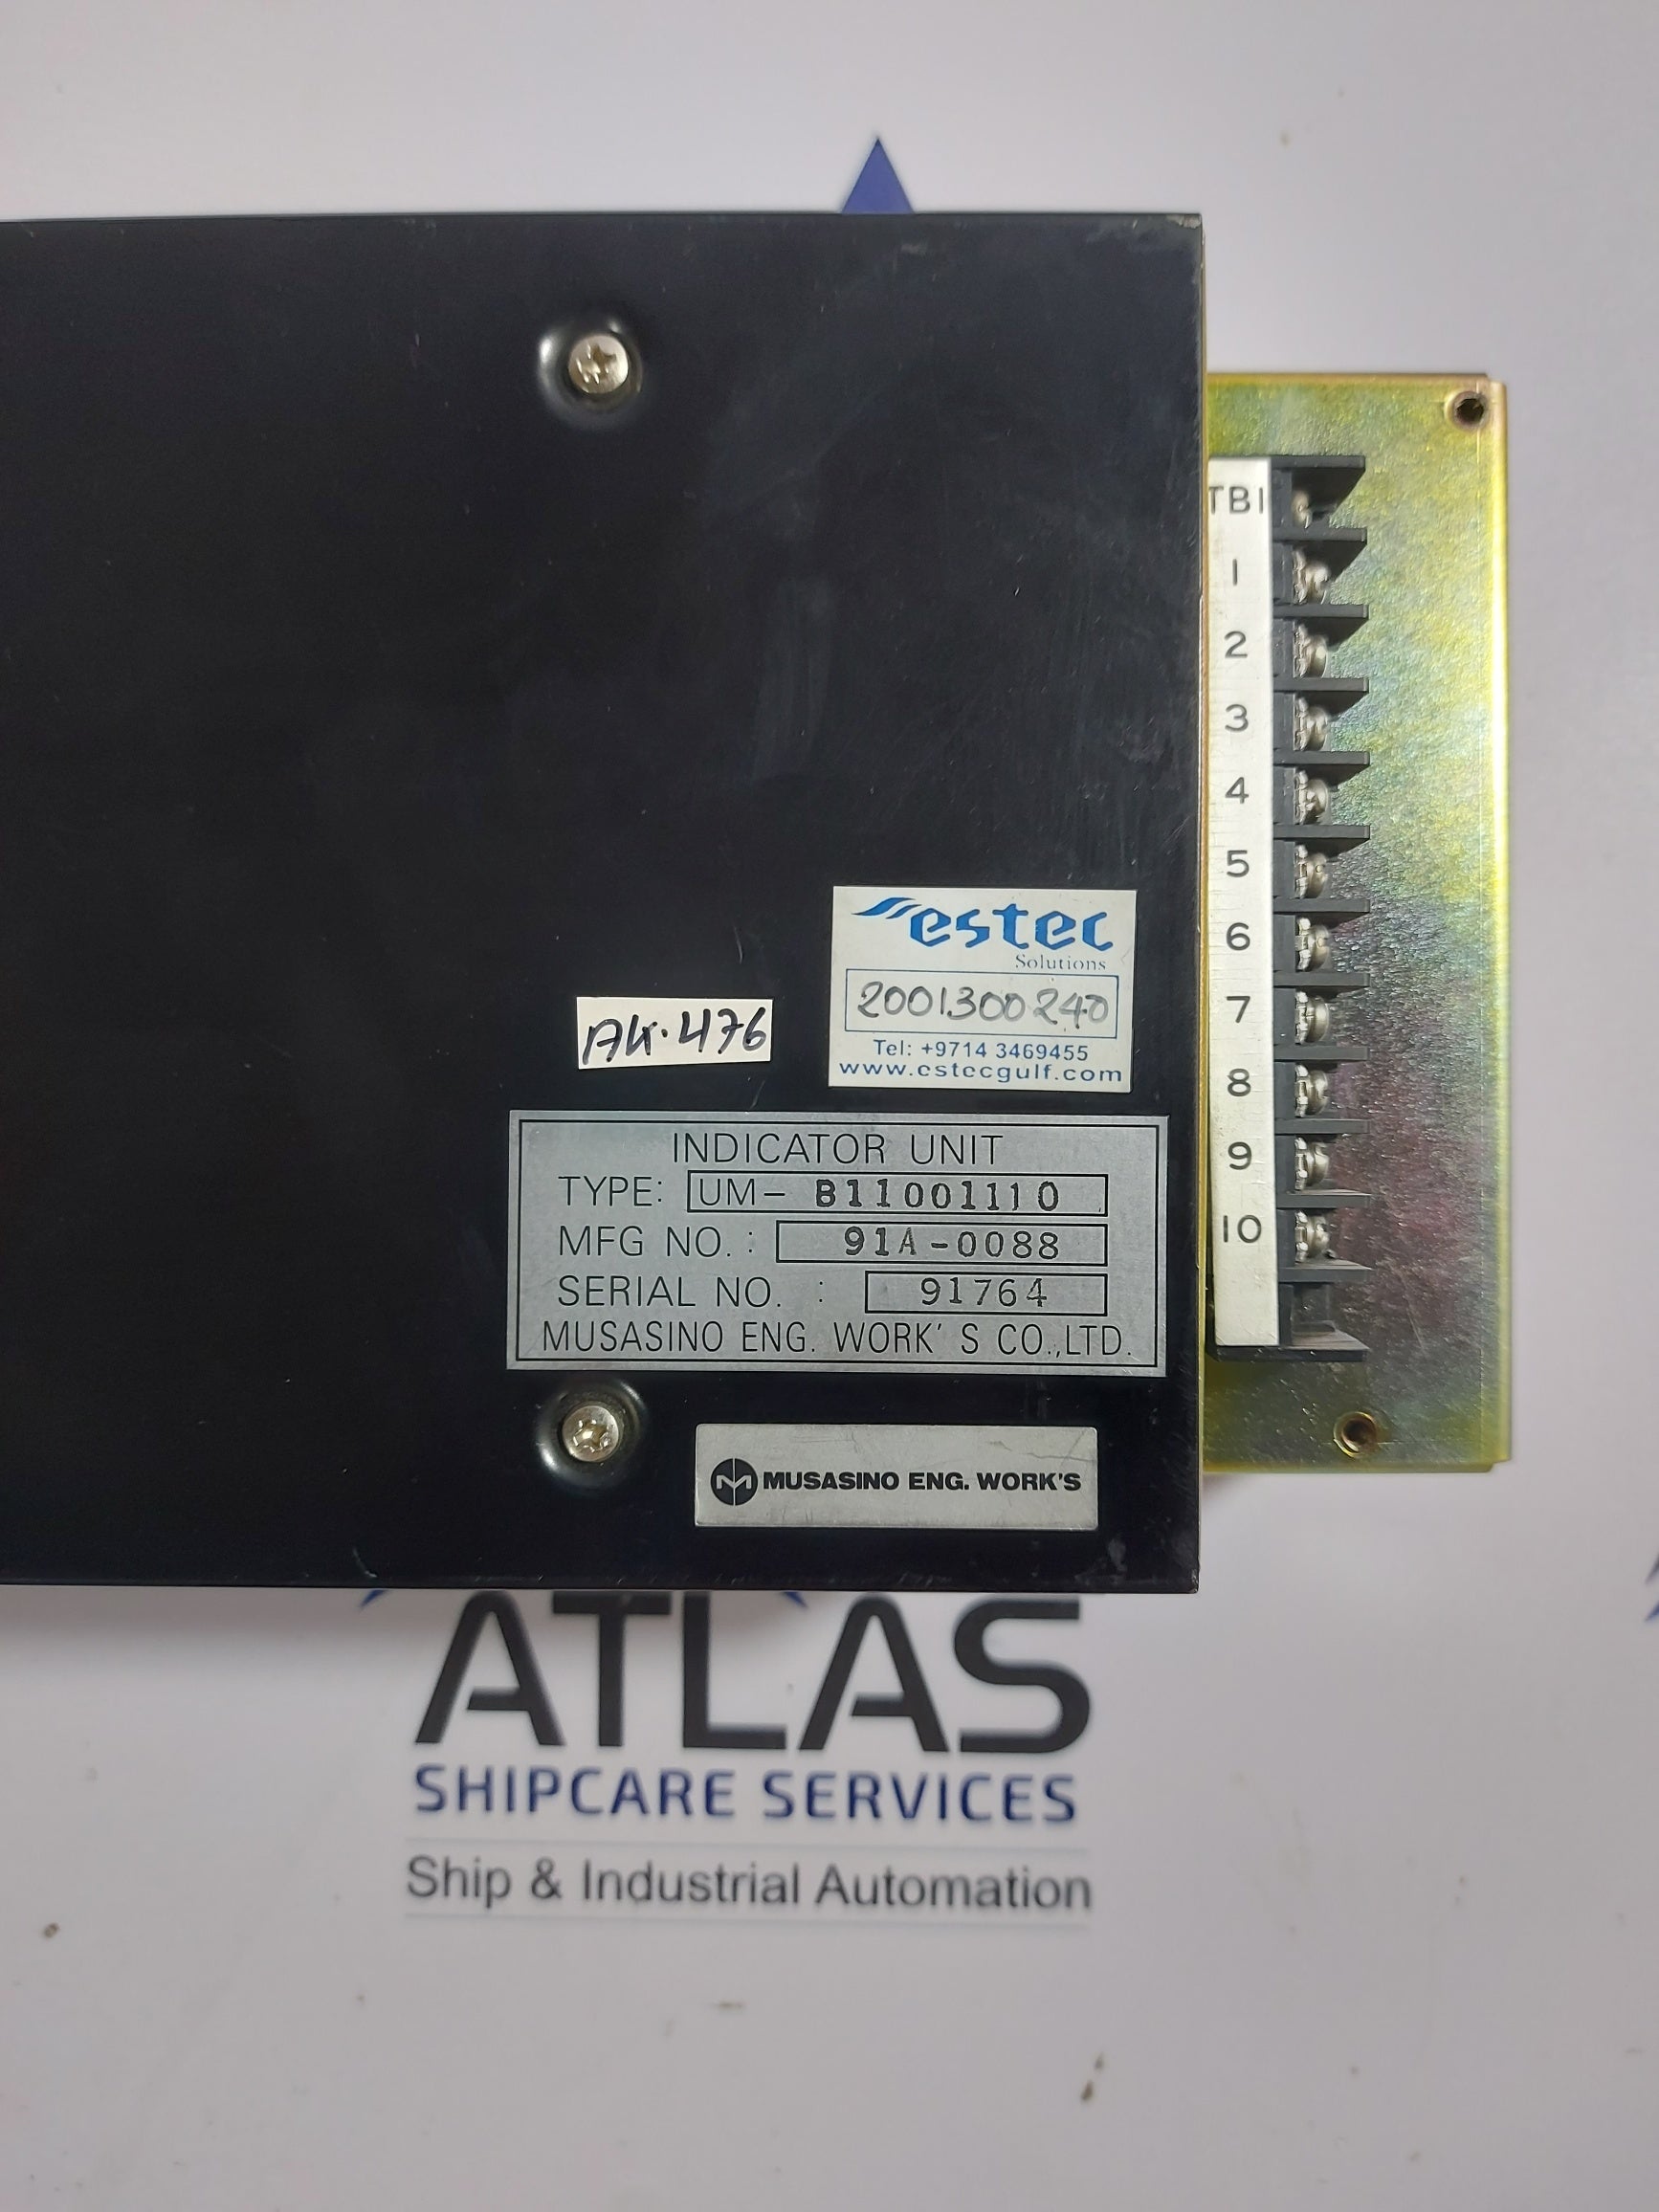 TB1
1
2
3
4
5
6
7
8
9
10
estec
Solutions
2001300240
Tel: +9714 3469455
www.estecgulf.com
AK.476
INDICATOR UNIT
TYPE: UM- B11001110
MFG NO. : 91A-0088
SERIAL NO. : 91764
MUSASINO ENG. WORK'S CO.,LTD.
M MUSASINO ENG. WORK'S
ATLAS
SHIPCARE SERVICES
Ship & Industrial Automation